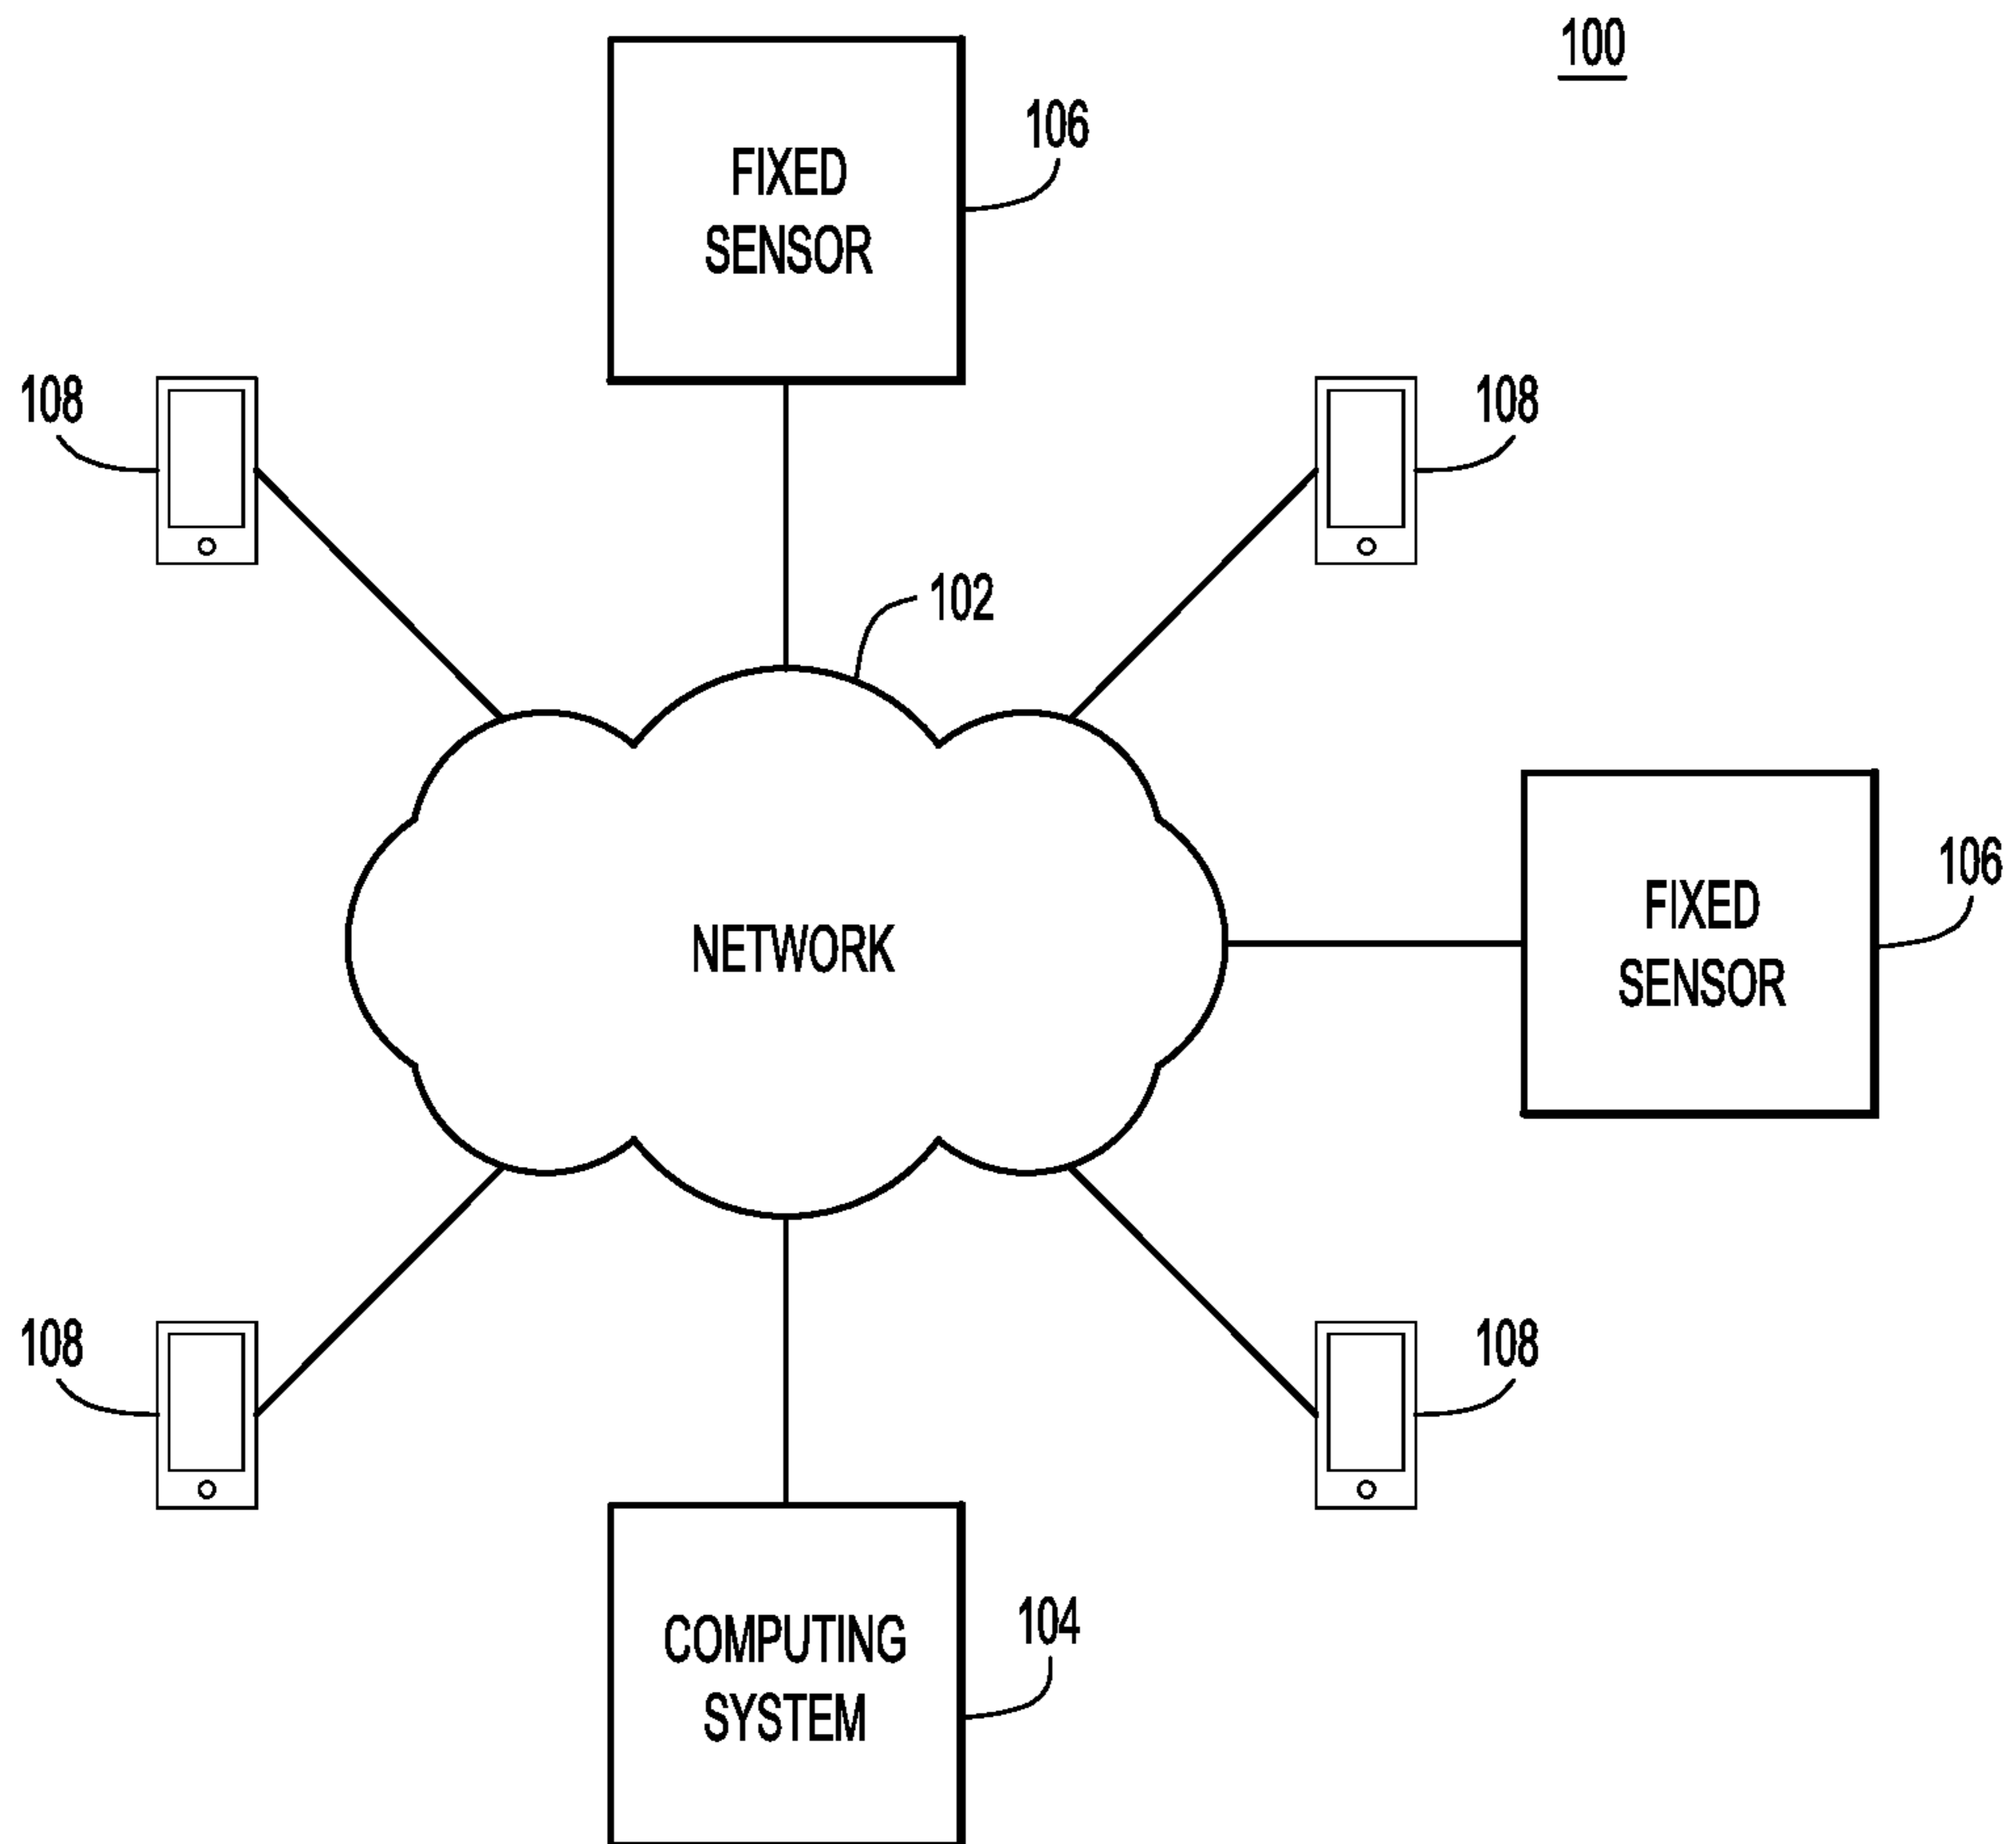 100
106
FIXED
SENSOR
108
108
102
NETWORK
FIXED
SENSOR
106
108
108
COMPUTING
SYSTEM
104